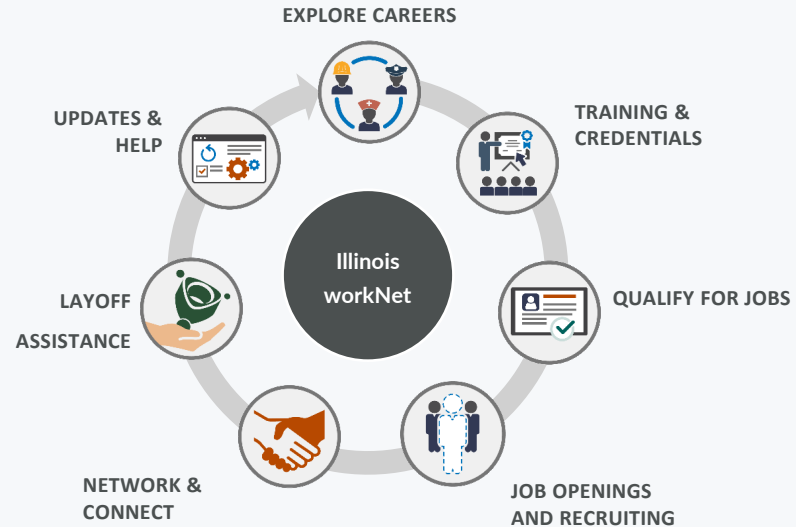 EXPLORE CAREERS
TRAINING &
CREDENTIALS
QUALIFY FOR JOBS
JOB OPENINGS
AND RECRUITING
NETWORK &
CONNECT
LAYOFF
ASSISTANCE
UPDATES &
HELP
Illinois
workNet